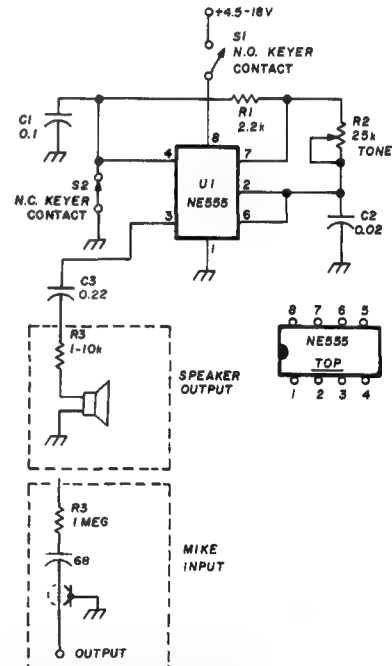 +4.5-18V
S1
N.O. KEYER
CONTACT
C1
0.1
R1
2.2k
R2
25k
TONE
8
4
7
U1
NE555
2
6
3
1
S2
N.C. KEYER
CONTACT
C2
0.02
C3
0.22
R3
1-10k
SPEAKER
OUTPUT
8 7 6 5
NE555
TOP
1 2 3 4
R3
1 MEG
68
MIKE
INPUT
OUTPUT